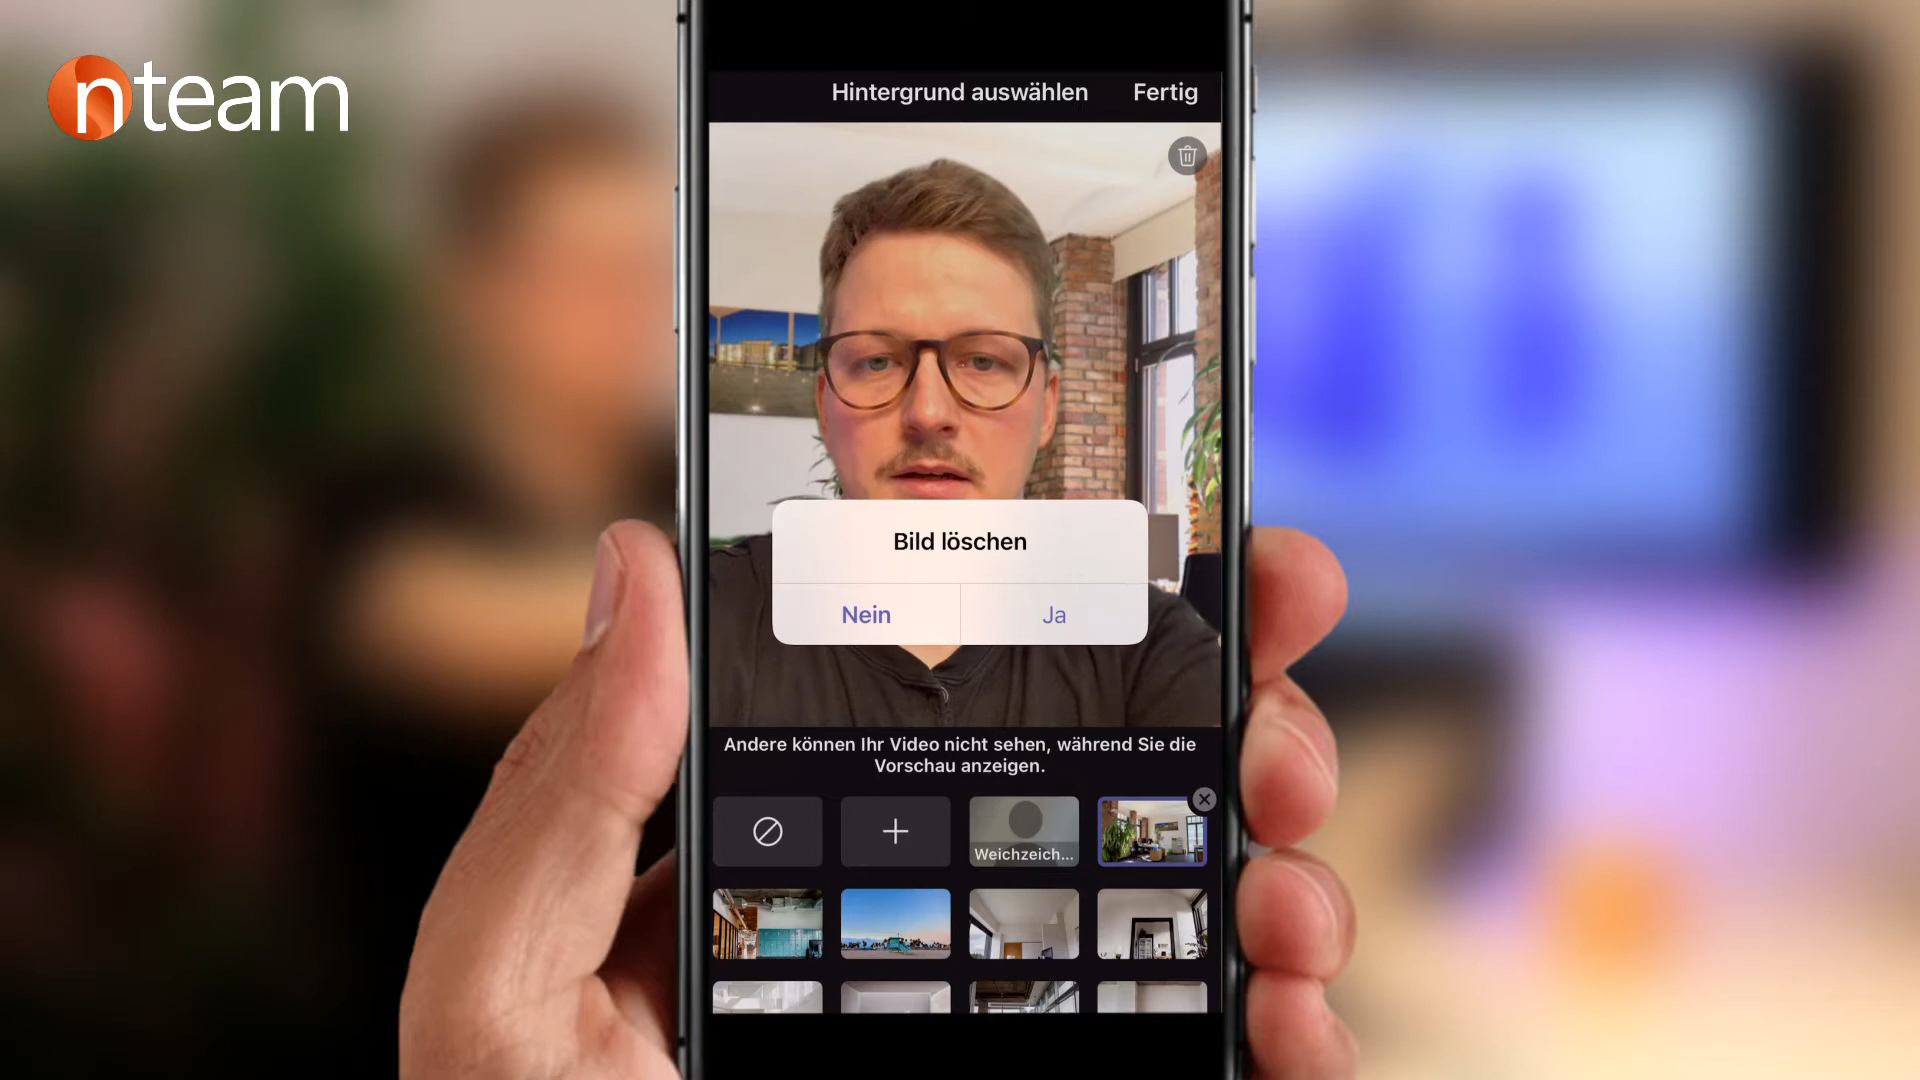 nteam
Hintergrund auswählen Fertig
Bild löschen
Nein Ja
Andere können Ihr Video nicht sehen, während Sie die
Vorschau anzeigen.
Weichzeich...